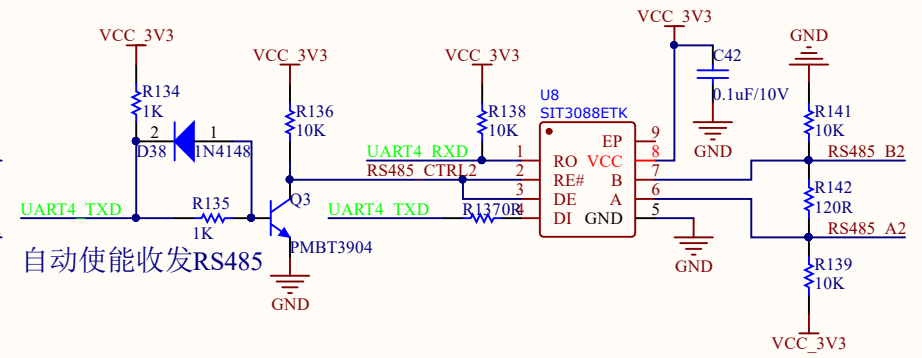 VCC_3V3
VCC_3V3
VCC_3V3
VCC_3V3
GND
R134
1K
2
1
D38
1N4148
R136
10K
R138
10K
U8
SIT3088ETK
C42
0.1uF/10V
GND
R141
10K
UART4_RXD
RS485_CTRL2
1
2
3
4
RO
RE#
DE
DI
EP
VCC
B
A
GND
9
8
7
6
5
RS485_B2
R142
120R
RS485_A2
UART4_TXD
R135
1K
Q3
PMBT3904
UART4_TXD
R137 0R
GND
GND
R139
10K
VCC_3V3
自动使能收发RS485